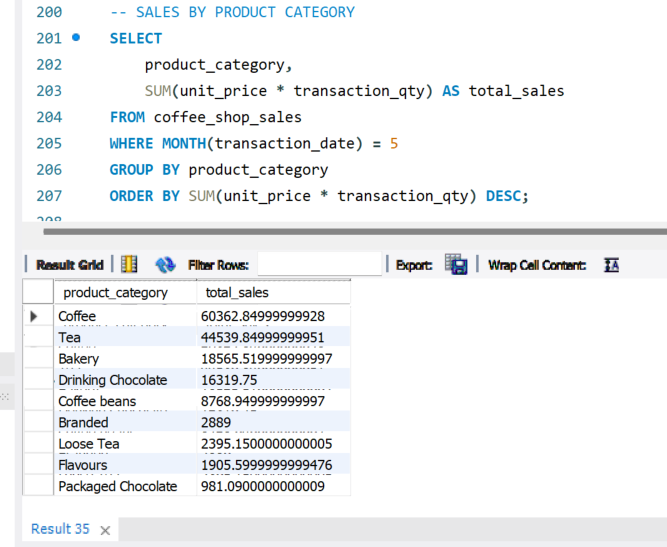 200 -- SALES BY PRODUCT CATEGORY
201 SELECT
202 product_category,
203 SUM(unit_price * transaction_qty) AS total_sales
204 FROM coffee_shop_sales
205 WHERE MONTH(transaction_date) = 5
206 GROUP BY product_category
207 ORDER BY SUM(unit_price * transaction_qty) DESC;
Result Grid Filter Rows: Export: Wrap Cell Content:
product_category total_sales
Coffee 60362.84999999928
Tea 44539.84999999951
Bakery 18565.519999999997
Drinking Chocolate 16319.75
Coffee beans 8768.949999999997
Branded 2889
Loose Tea 2395.1500000000005
Flavours 1905.5999999999476
Packaged Chocolate 981.0900000000009
Result 35